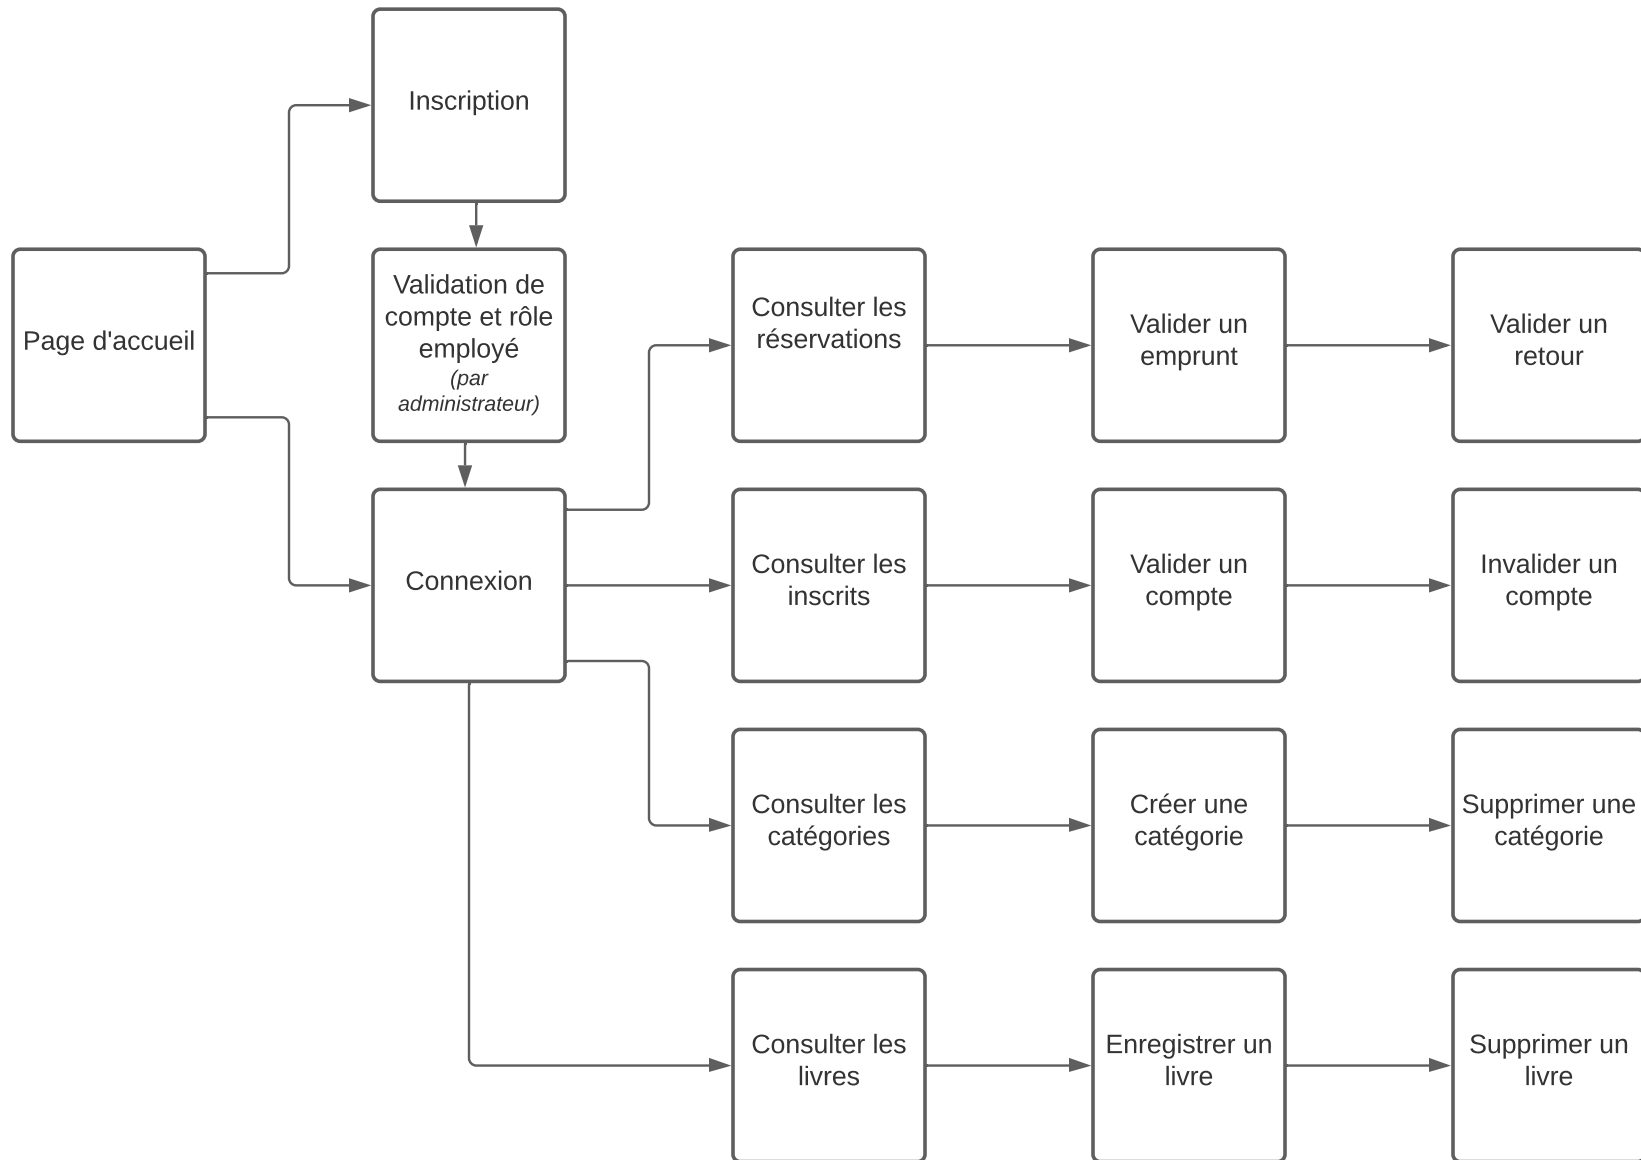 Inscription
Page d'accueil
Validation de
compte et rôle
employé
(par
administrateur)
Consulter les
réservations
Valider un
emprunt
Valider un
retour
Connexion
Consulter les
inscrits
Valider un
compte
Invalider un
compte
Consulter les
catégories
Créer une
catégorie
Supprimer une
catégorie
Consulter les
livres
Enregistrer un
livre
Supprimer un
livre